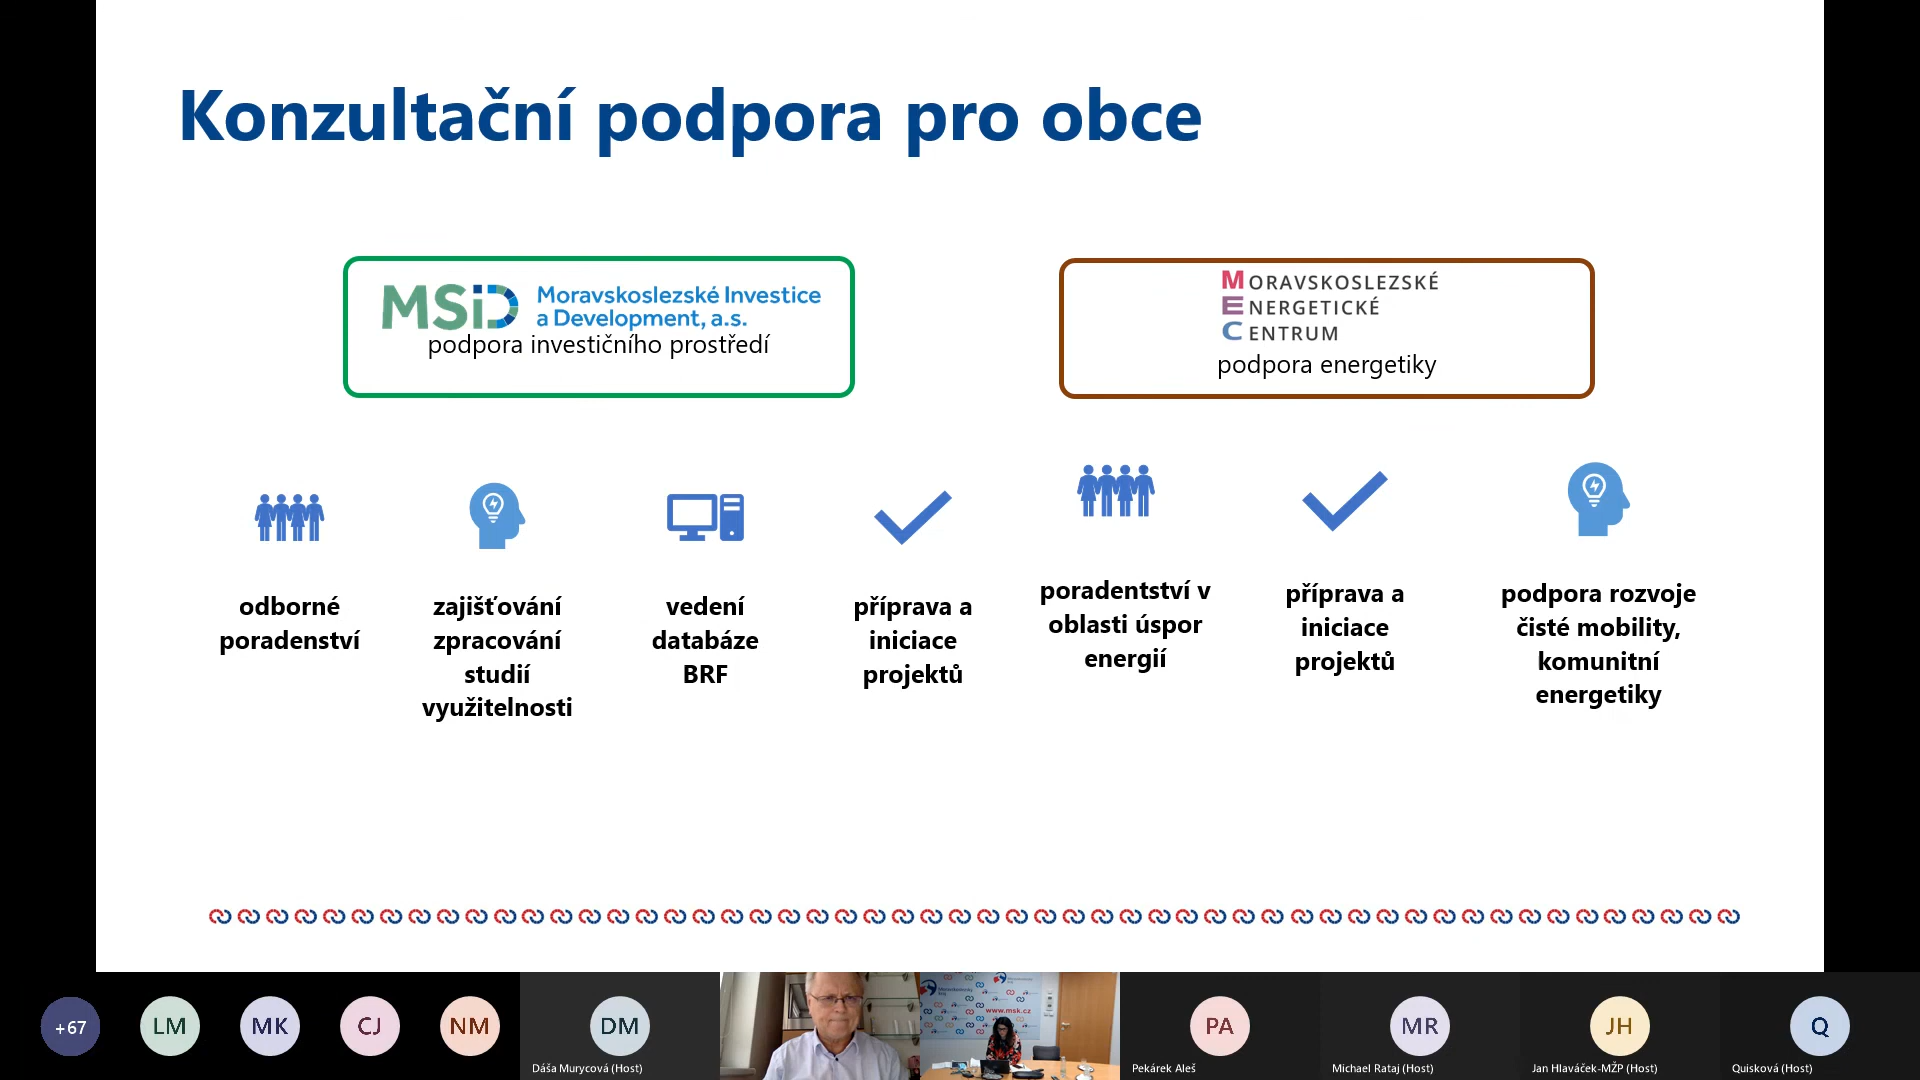 Konzultační podpora pro obce
MSiD
Moravskoslezské Investice
a Development, a.s.
podpora investičního prostředí
MORAVSKOSLEZSKÉ
ENERGETICKÉ
CENTRUM
podpora energetiky
odborné
poradenství
zajišťování
zpracování
studií
využitelnosti
vedení
databáze
BRF
příprava a
iniciace
projektů
poradentství v
oblasti úspor
energií
příprava a
iniciace
projektů
podpora rozvoje
čisté mobility,
komunitní
energetiky
+67
LM
MK
CJ
NM
DM
Dáša Murycová (Host)
www.msk.cz
PA
Pekárek Aleš
MR
Michael Rataj (Host)
JH
Jan Hlaváček-MŽP (Host)
Q
Quisková (Host)